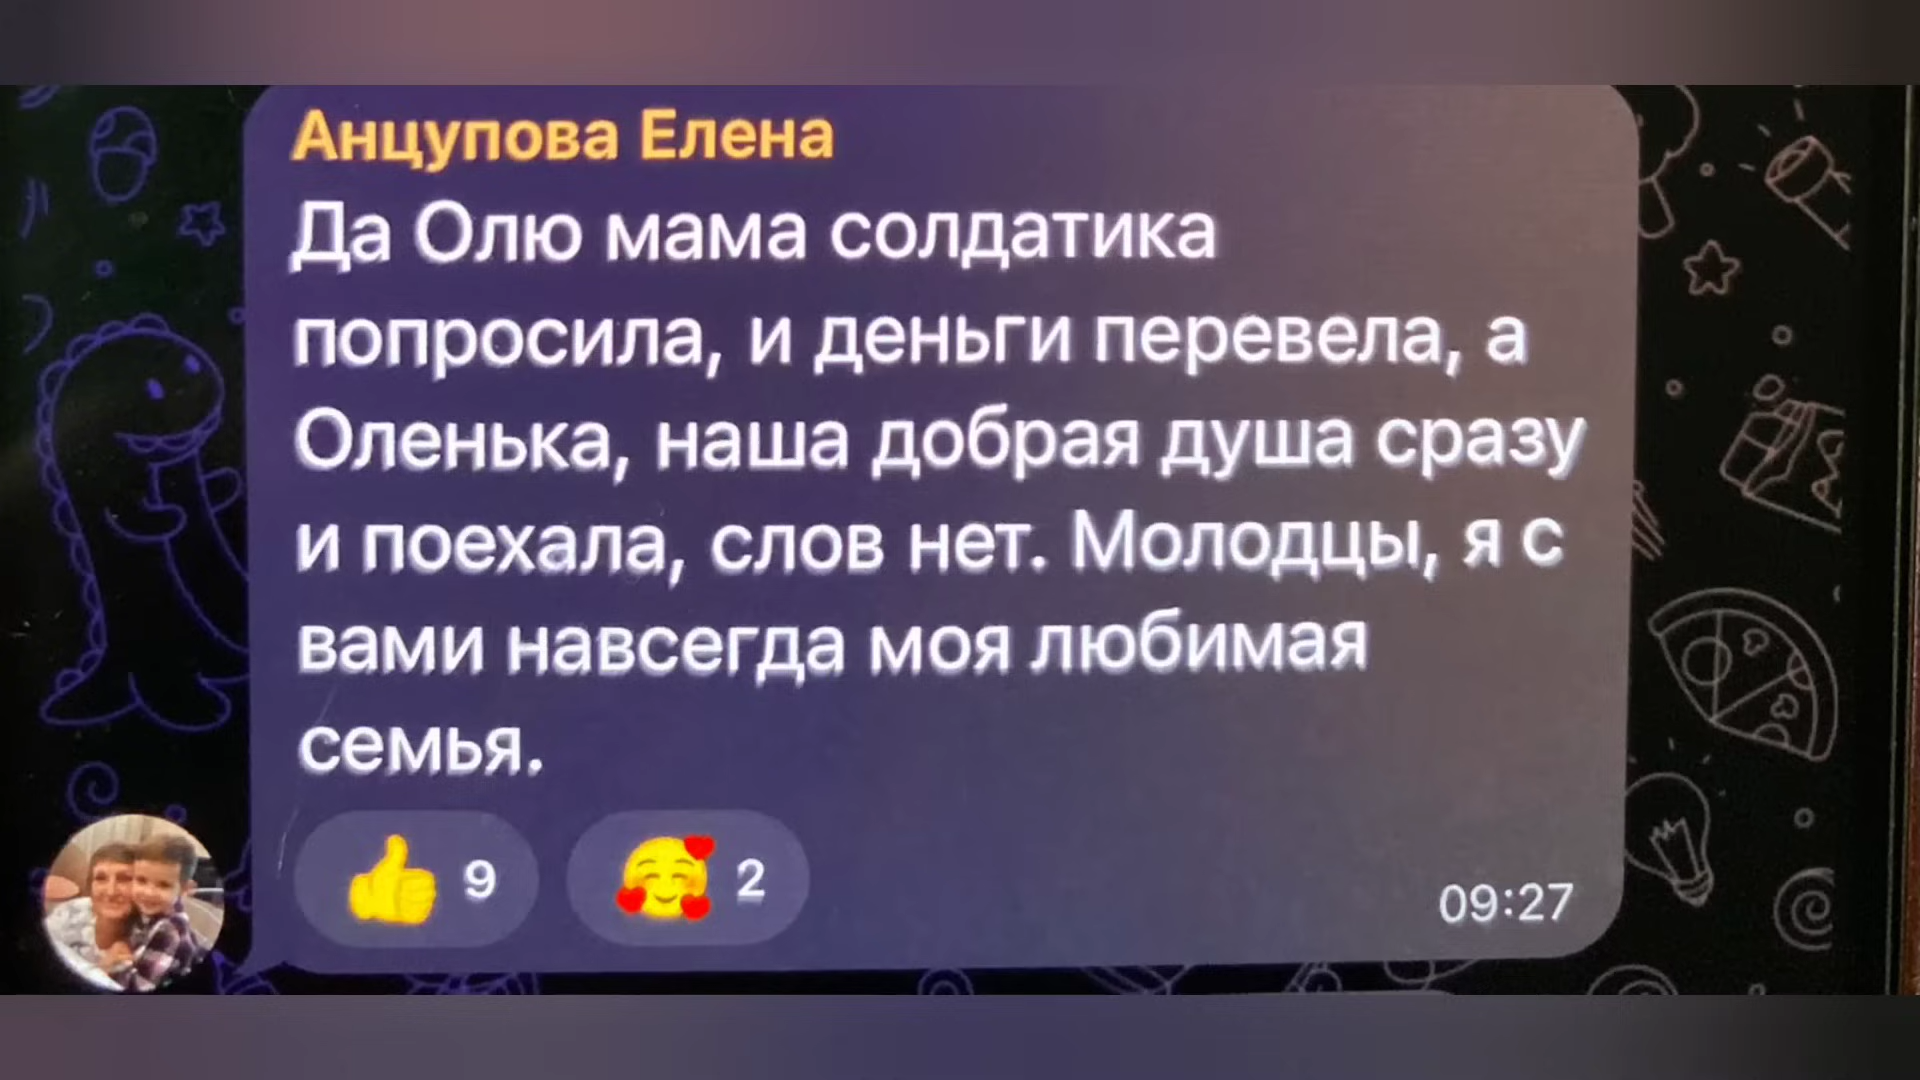 Анцупова Елена
Да Олю мама солдатика
попросила, и деньги перевела, а
Оленька, наша добрая душа сразу
и поехала, слов нет. Молодцы, я с
вами навсегда моя любимая
семья.
👍 9 🥰 2
09:27